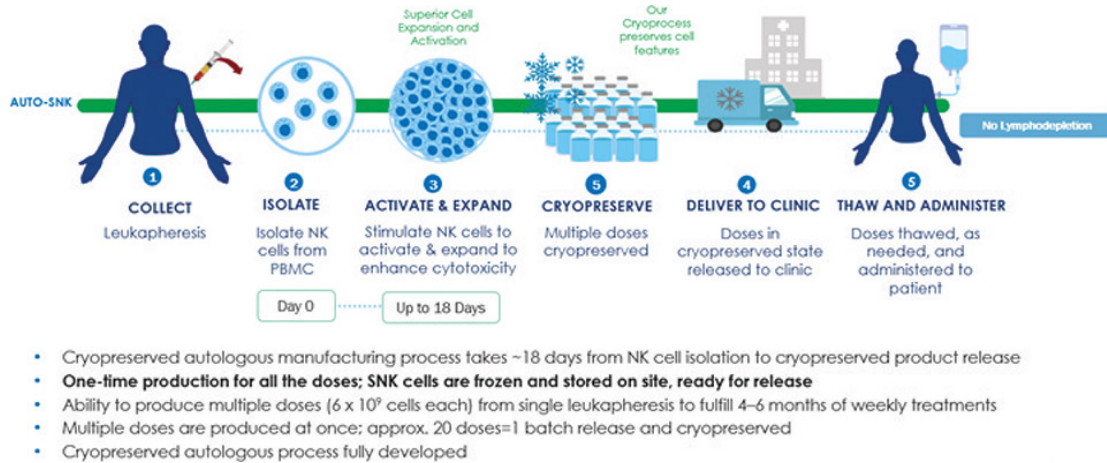 Superior Cell
Expansion and
Activation
Our
Cryoprocess
preserves cell
features
AUTO-SNK
No Lymphodepletion
1
COLLECT
Leukapheresis
2
ISOLATE
Isolate NK
cells from
PBMC
Day 0
3
ACTIVATE & EXPAND
Stimulate NK cells to
activate & expand to
enhance cytotoxicity
Up to 18 Days
5
CRYOPRESERVE
Multiple doses
cryopreserved
4
DELIVER TO CLINIC
Doses in
cryopreserved state
released to clinic
5
THAW AND ADMINISTER
Doses thawed, as
needed, and
administered to
patient
• Cryopreserved autologous manufacturing process takes ~18 days from NK cell isolation to cryopreserved product release
• One-time production for all the doses; SNK cells are frozen and stored on site, ready for release
• Ability to produce multiple doses (6 x 10⁹ cells each) from single leukapheresis to fulfill 4–6 months of weekly treatments
• Multiple doses are produced at once; approx. 20 doses=1 batch release and cryopreserved
• Cryopreserved autologous process fully developed